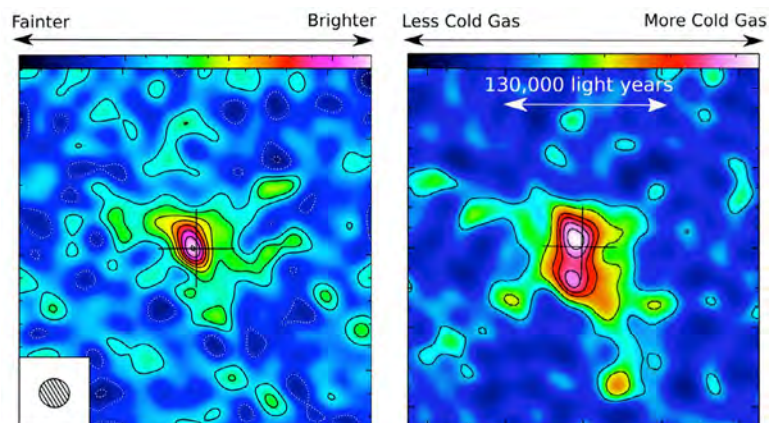 Fainter Brighter
Less Cold Gas More Cold Gas
130,000 light years